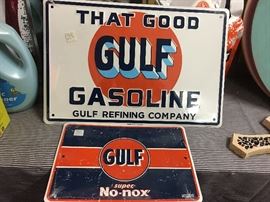 THAT GOOD
GULF
GASOLINE
GULF REFINING COMPANY
GULF
super
No-nox